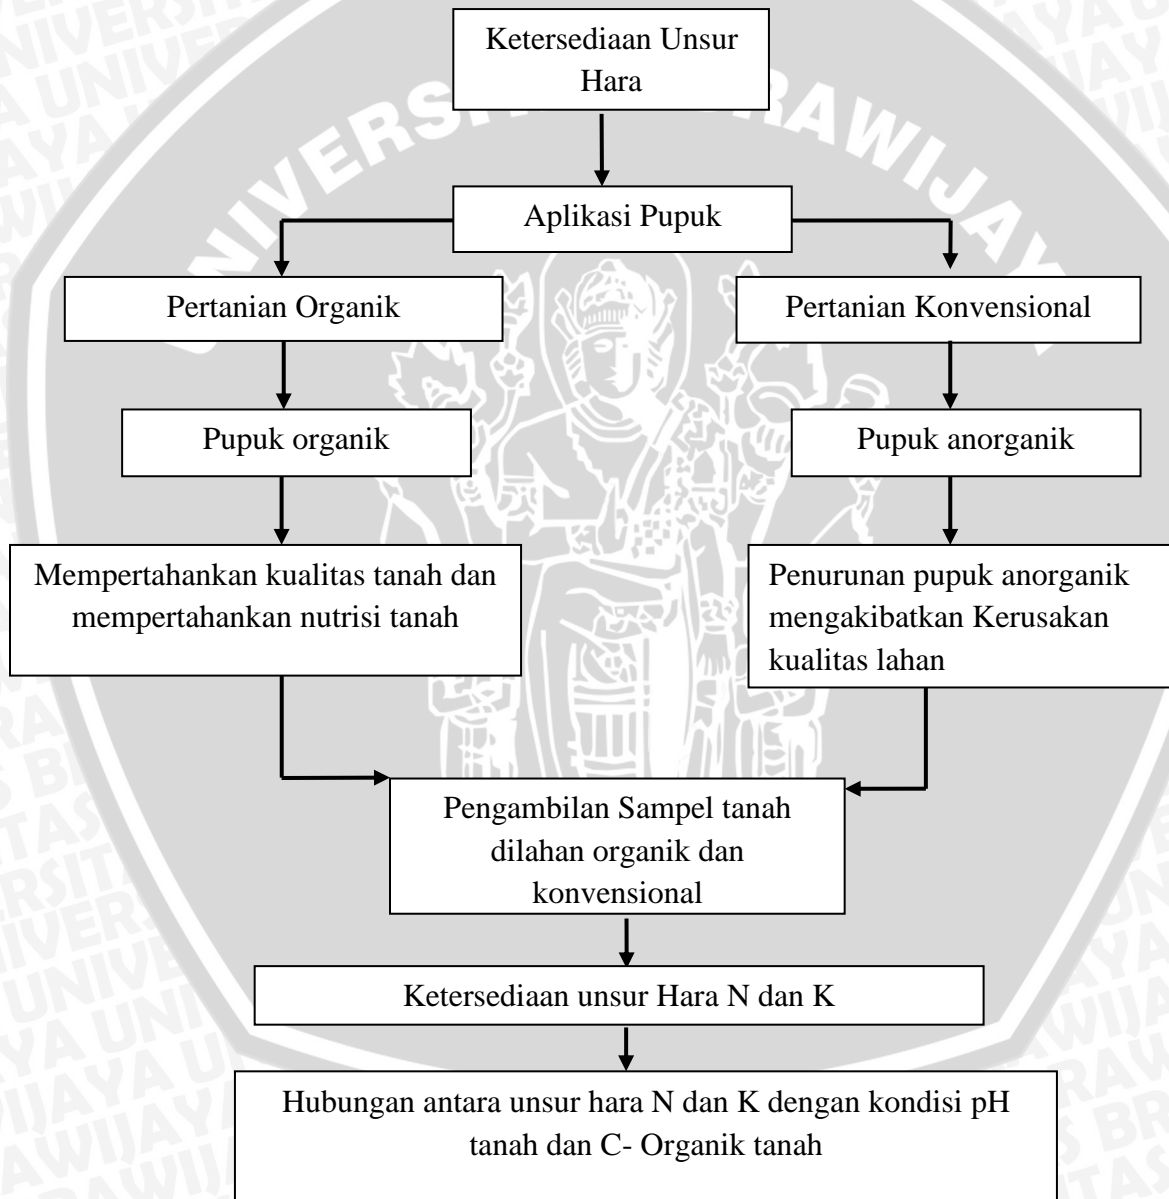 Ketersediaan Unsur
Hara
Aplikasi Pupuk
Pertanian Organik
Pertanian Konvensional
Pupuk organik
Pupuk anorganik
Mempertahankan kualitas tanah dan
mempertahankan nutrisi tanah
Penurunan pupuk anorganik
mengakibatkan Kerusakan
kualitas lahan
Pengambilan Sampel tanah
dilahan organik dan
konvensional
Ketersediaan unsur Hara N dan K
Hubungan antara unsur hara N dan K dengan kondisi pH
tanah dan C- Organik tanah